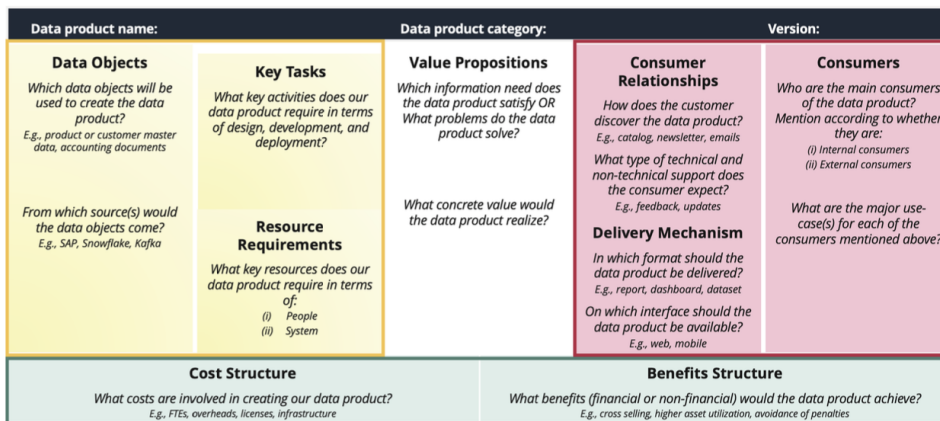 Data product name:
Data product category:
Version:
Data Objects
Which data objects will be
used to create the data
product?
E.g., product or customer master
data, accounting documents
From which source(s) would
the data objects come?
E.g., SAP, Snowflake, Kafka
Key Tasks
What key activities does our
data product require in terms
of design, development, and
deployment?
Resource
Requirements
What key resources does our
data product require in terms
of:
(i) People
(ii) System
Value Propositions
Which information need does
the data product satisfy OR
What problems do the data
product solve?
What concrete value would
the data product realize?
Consumer
Relationships
How does the customer
discover the data product?
E.g., catalog, newsletter, emails
What type of technical and
non-technical support does
the consumer expect?
E.g., feedback, updates
Delivery Mechanism
In which format should the
data product be delivered?
E.g., report, dashboard, dataset
On which interface should the
data product be available?
E.g., web, mobile
Consumers
Who are the main consumers
of the data product?
Mention according to whether
they are:
(i) Internal consumers
(ii) External consumers
What are the major use-
case(s) for each of the
consumers mentioned above?
Cost Structure
What costs are involved in creating our data product?
E.g., FTEs, overheads, licenses, infrastructure
Benefits Structure
What benefits (financial or non-financial) would the data product achieve?
E.g., cross selling, higher asset utilization, avoidance of penalties